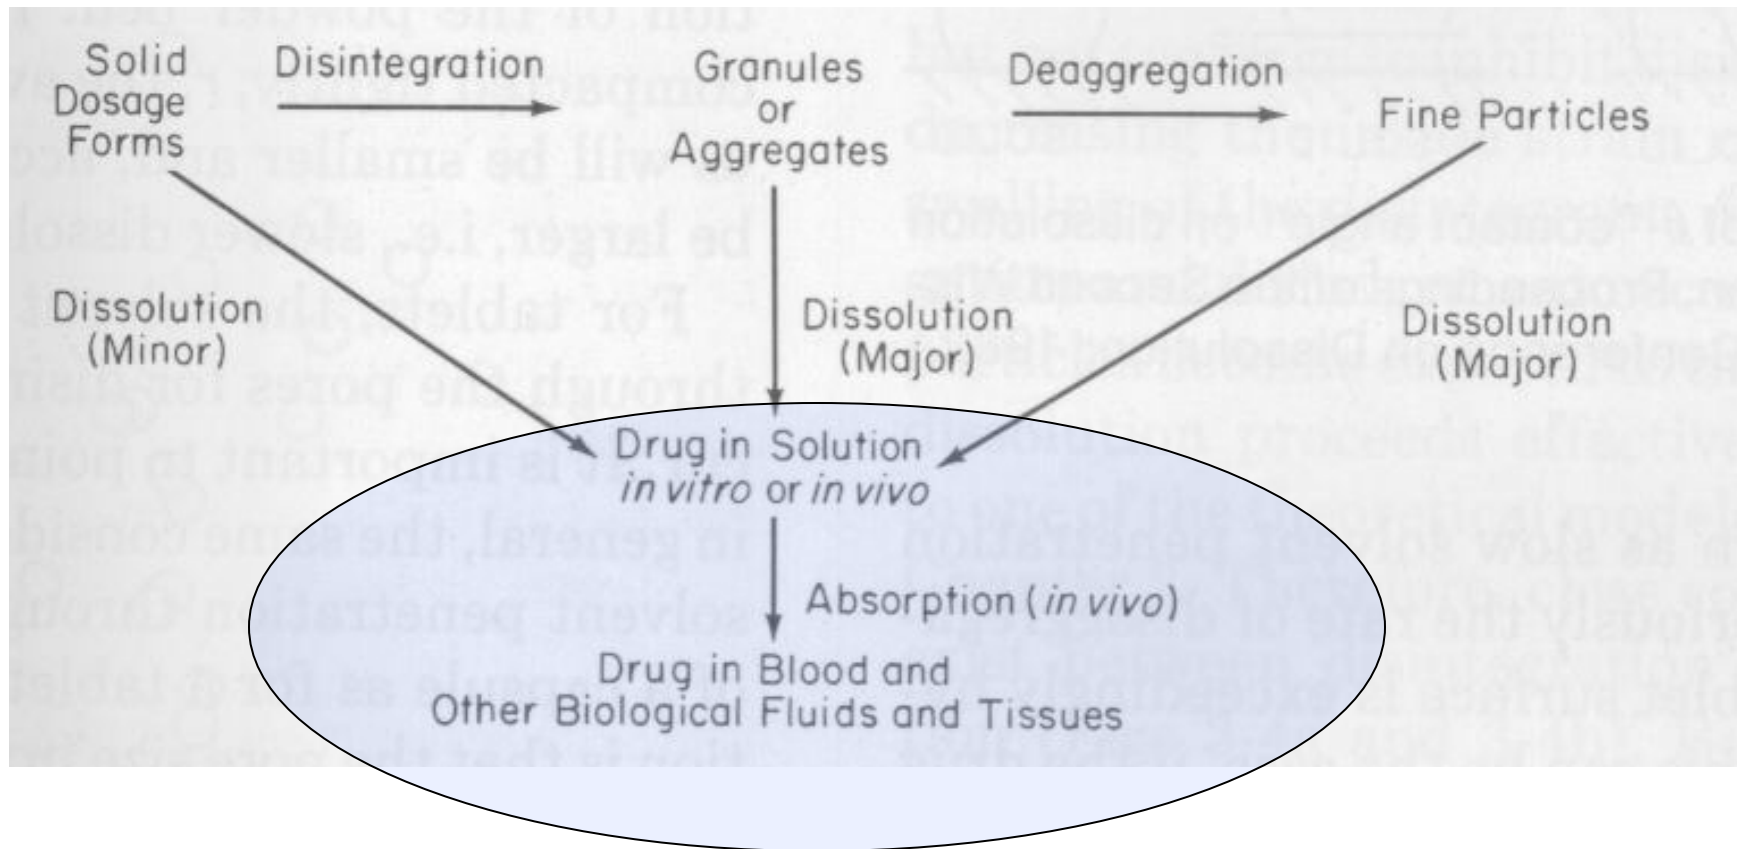 Solid
Dosage
Forms
Disintegration
Granules
or
Aggregates
Deaggregation
Fine Particles
Dissolution
(Minor)
Dissolution
(Major)
Dissolution
(Major)
Drug in Solution
in vitro or in vivo
Absorption (in vivo)
Drug in Blood and
Other Biological Fluids and Tissues